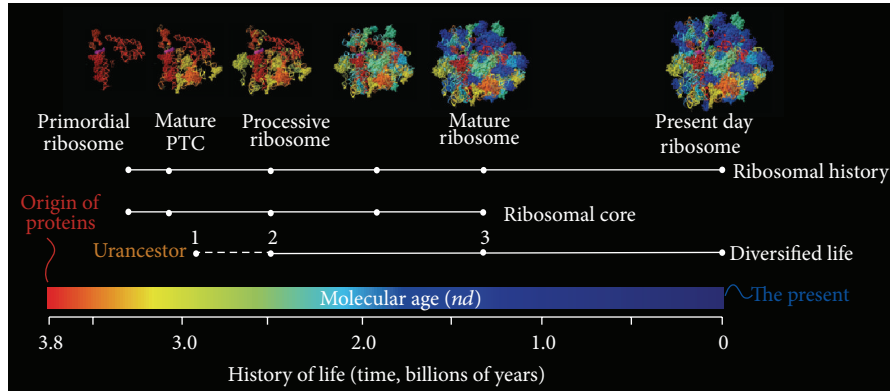 Primordial
ribosome
Mature
PTC
Processive
ribosome
Mature
ribosome
Present day
ribosome
Ribosomal history
Origin of
proteins
Ribosomal core
Urancestor
1
2
3
Diversified life
Molecular age (nd)
The present
3.8
3.0
2.0
1.0
0
History of life (time, billions of years)